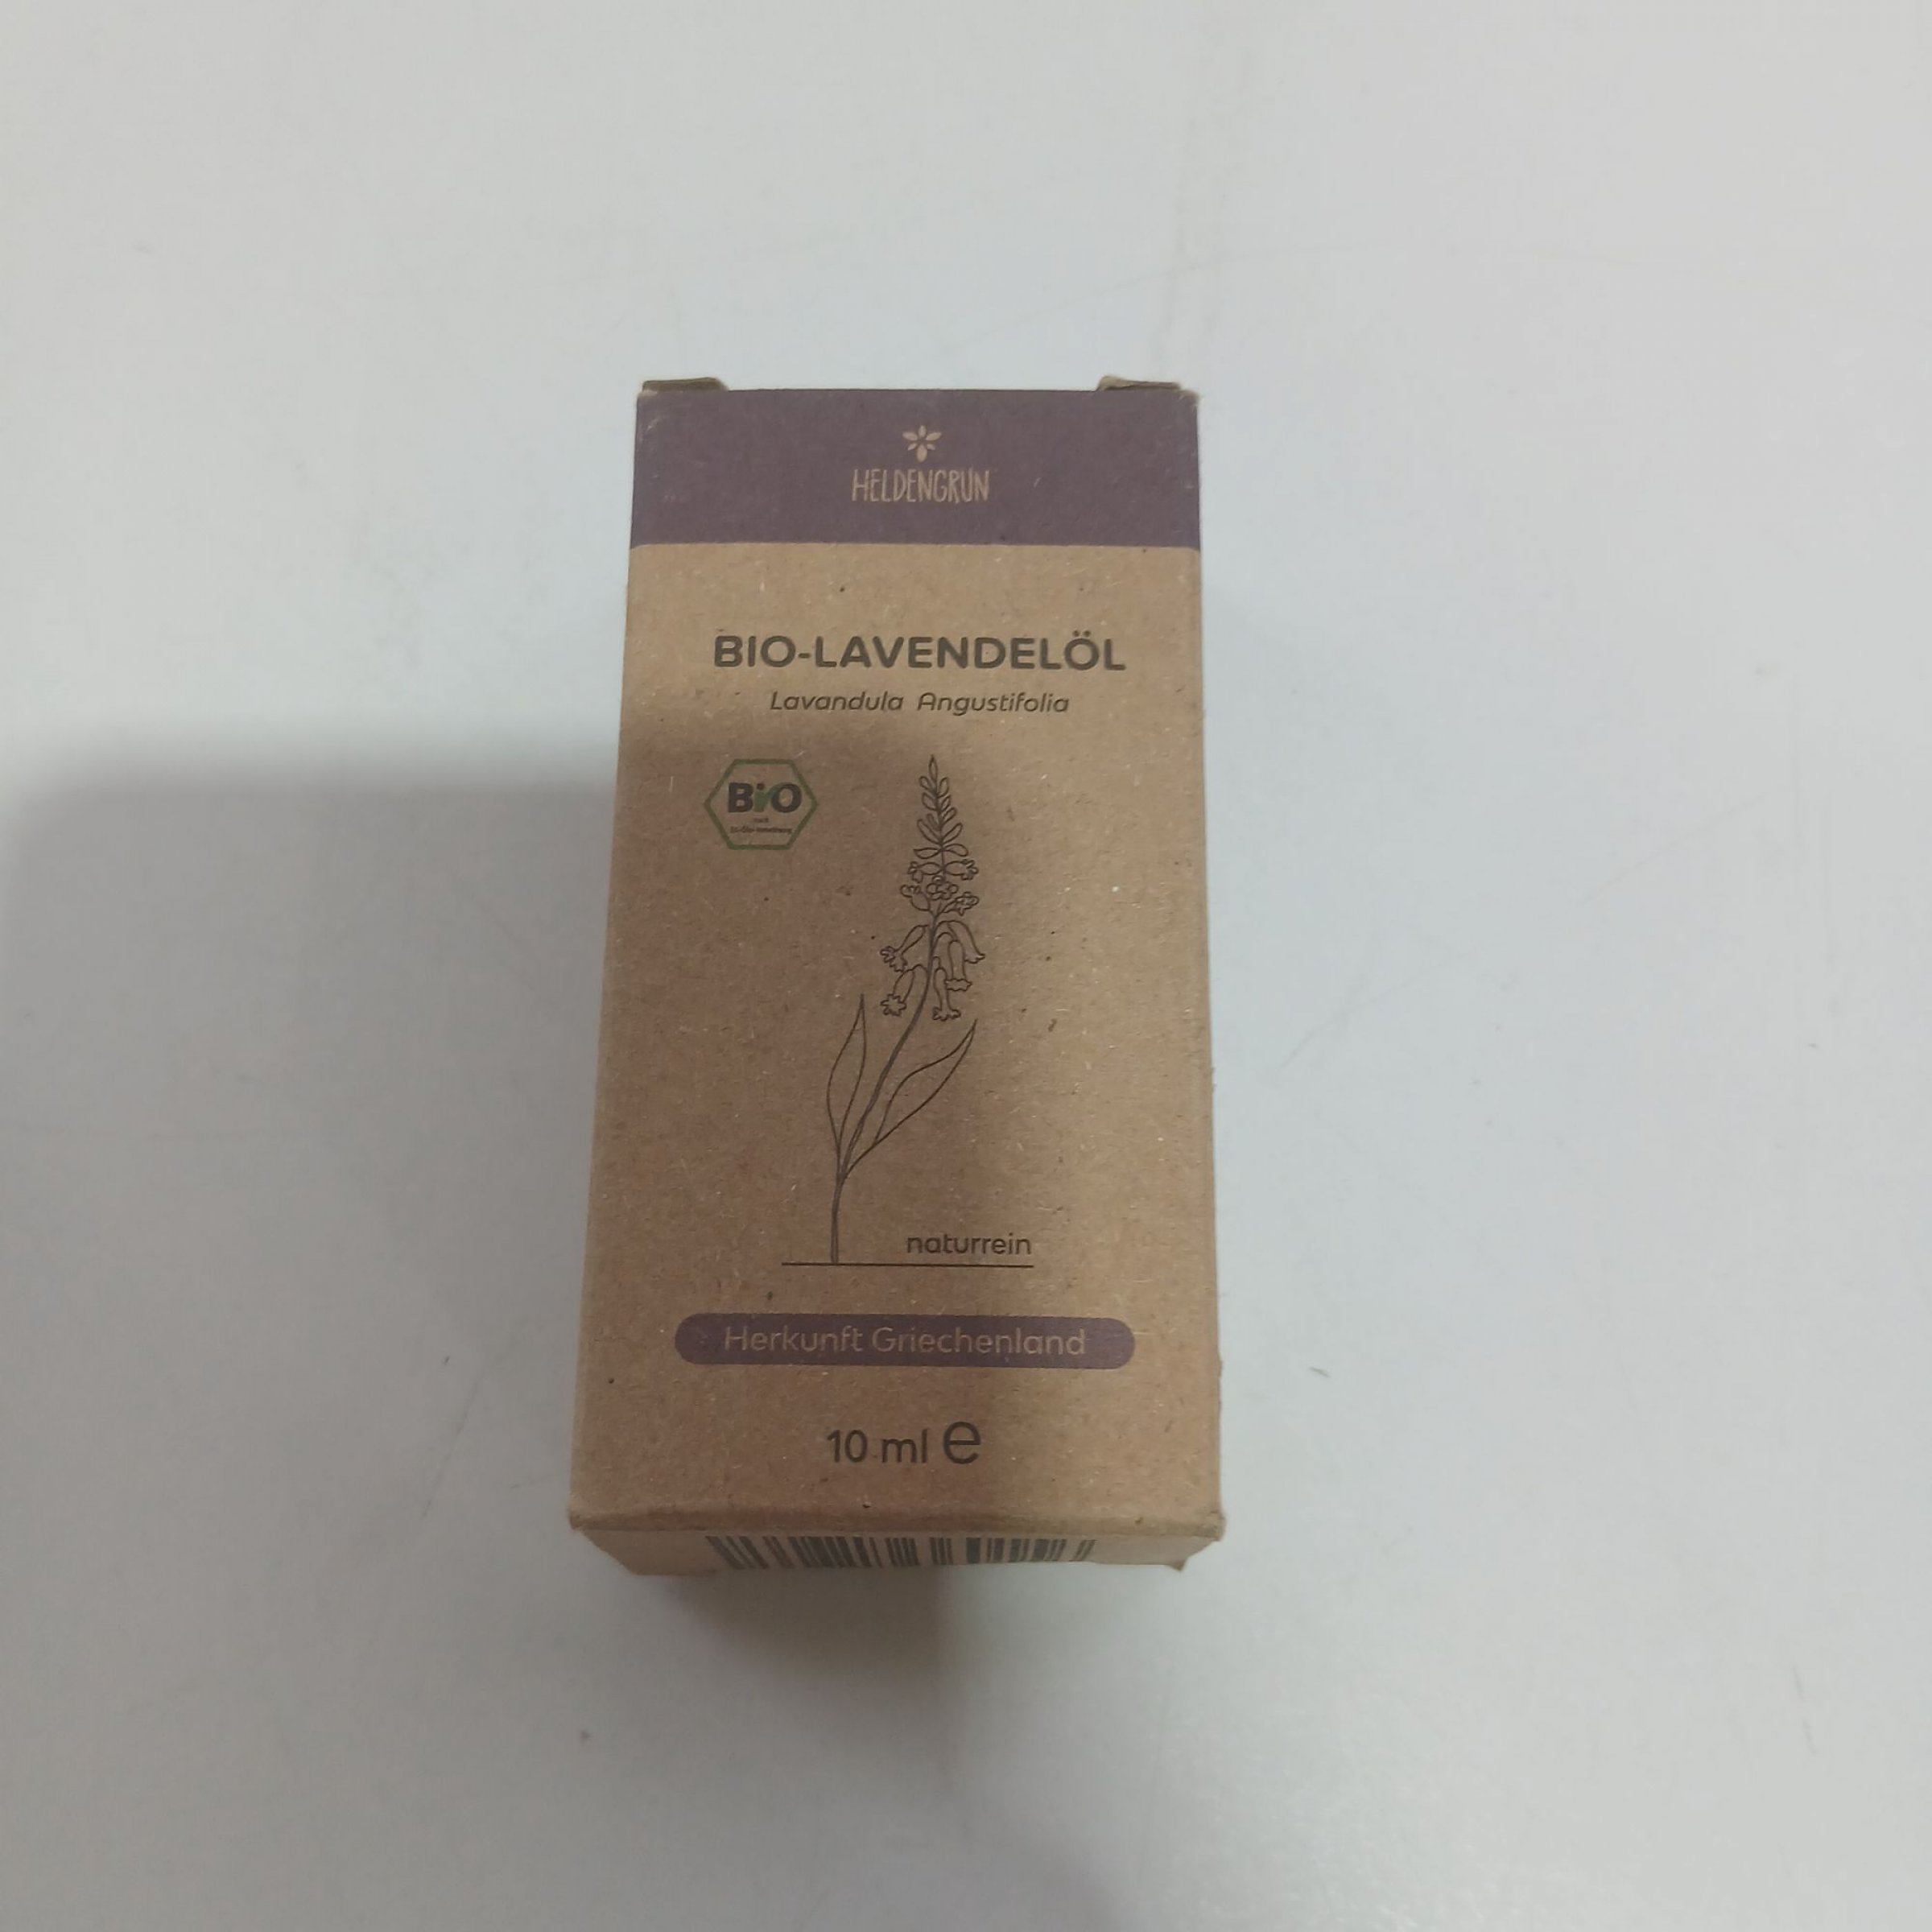 HELDENGRÜN
BIO-LAVENDELÖL
Lavandula Angustifolia
BiO
naturrein
Herkunft Griechenland
10 ml e